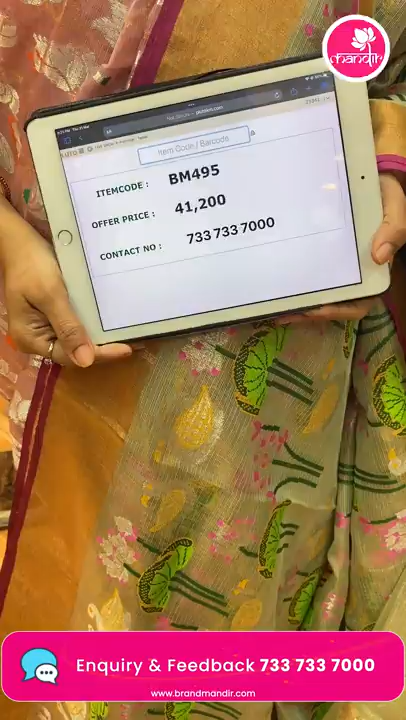 mandir
Item Code / Barcode
ITEMCODE : BM495
OFFER PRICE : 41,200
CONTACT NO : 733 733 7000
Enquiry & Feedback 733 733 7000
www.brandmandir.com